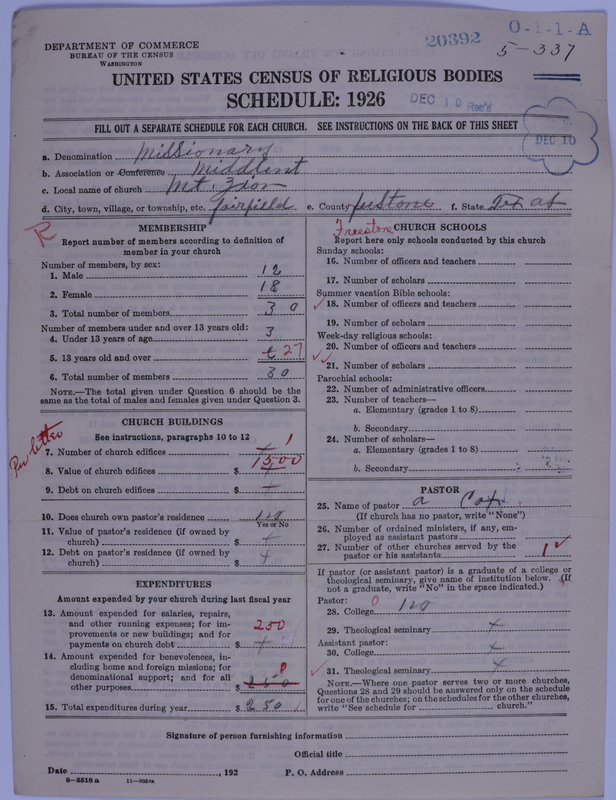 DEPARTMENT OF COMMERCE
BUREAU OF THE CENSUS
WASHINGTON
20392
O-1-1-A
5-337
UNITED STATES CENSUS OF RELIGIOUS BODIES
SCHEDULE: 1926
DEC 10 Rec'd
DEC 10
FILL OUT A SEPARATE SCHEDULE FOR EACH CHURCH. SEE INSTRUCTIONS ON THE BACK OF THIS SHEET
a. Denomination Missionary
b. Association or Conference
c. Local name of church Mt. Zion
d. City, town, village, or township, etc. Fairfield e. County f. State
R
MEMBERSHIP
Report number of members according to definition of
member in your church
Number of members, by sex:
1. Male 12
2. Female 18
3. Total number of members 30
Number of members under and over 13 years old:
4. Under 13 years of age 3
5. 13 years old and over 27
6. Total number of members 30
NOTE.—The total given under Question 6 should be the
same as the total of males and females given under Question 3.
CHURCH BUILDINGS
See instructions, paragraphs 10 to 12
Per letter
7. Number of church edifices 1
8. Value of church edifices $ 1500
9. Debt on church edifices $
10. Does church own pastor's residence no
Yes or No
11. Value of pastor's residence (if owned by
church) $
12. Debt on pastor's residence (if owned by
church) $
EXPENDITURES
Amount expended by your church during last fiscal year
13. Amount expended for salaries, repairs,
and other running expenses; for im-
provements or new buildings; and for
payments on church debt $ 250
14. Amount expended for benevolences, in-
cluding home and foreign missions; for
denominational support; and for all
other purposes $
15. Total expenditures during year $ 250
Freestone
CHURCH SCHOOLS
Report here only schools conducted by this church
Sunday schools:
16. Number of officers and teachers
17. Number of scholars
Summer vacation Bible schools:
18. Number of officers and teachers
19. Number of scholars
Week-day religious schools:
20. Number of officers and teachers
21. Number of scholars
Parochial schools:
22. Number of administrative officers
23. Number of teachers—
a. Elementary (grades 1 to 8)
b. Secondary
24. Number of scholars—
a. Elementary (grades 1 to 8)
b. Secondary
PASTOR
25. Name of pastor a Cox
(If church has no pastor, write "None")
26. Number of ordained ministers, if any, em-
ployed as assistant pastors
27. Number of other churches served by the
pastor or his assistants 1
If pastor (or assistant pastor) is a graduate of a college or
theological seminary, give name of institution below. (If
not a graduate, write "No" in the space indicated.)
Pastor:
28. College no
29. Theological seminary x
Assistant pastor:
30. College x
31. Theological seminary x
NOTE.—Where one pastor serves two or more churches,
Questions 28 and 29 should be answered only on the schedule
for one of the churches; on the schedules for the other churches,
write "See schedule for church."
Signature of person furnishing information
Official title
Date , 192 P. O. Address
S-5518 a 11-9054a